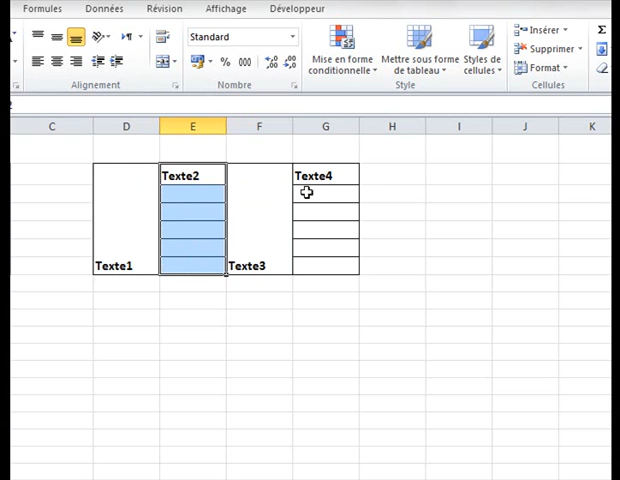 Formules Données Révision Affichage Développeur
Standard
% 000
Mise en forme conditionnelle
Mettre sous forme de tableau
Styles de cellules
Insérer
Supprimer
Format
Σ
Alignement Nombre Style Cellules
C D E F G H I J K
Texte2 Texte4
Texte1 Texte3